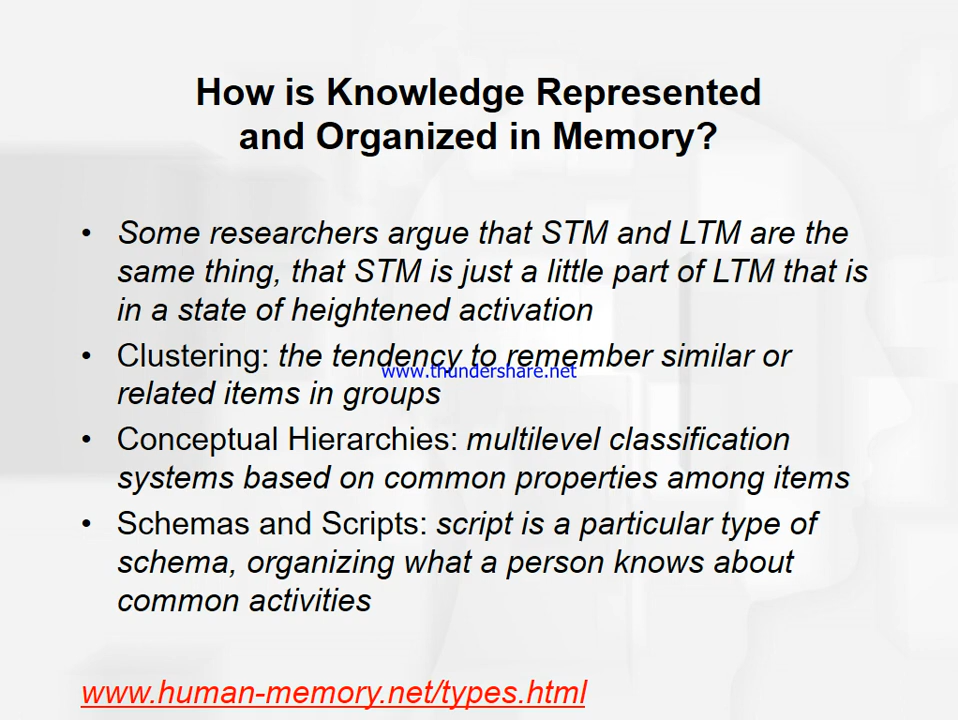 How is Knowledge Represented
and Organized in Memory?
• Some researchers argue that STM and LTM are the
same thing, that STM is just a little part of LTM that is
in a state of heightened activation
• Clustering: the tendency to remember similar or
www.thundershare.net
related items in groups
• Conceptual Hierarchies: multilevel classification
systems based on common properties among items
• Schemas and Scripts: script is a particular type of
schema, organizing what a person knows about
common activities
www.human-memory.net/types.html